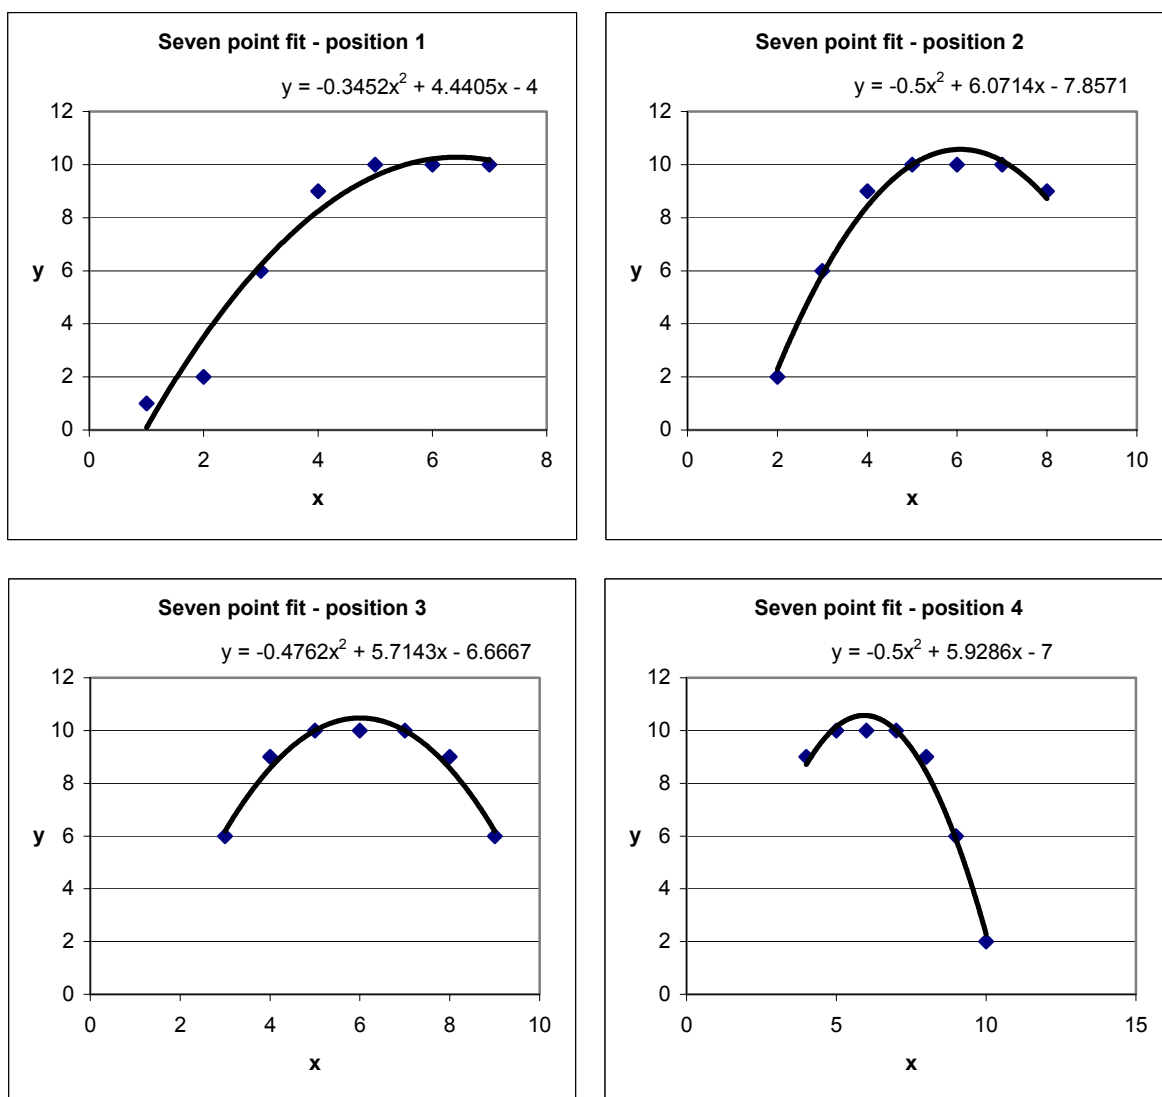 Seven point fit - position 1
y = -0.3452x² + 4.4405x - 4
12
10
8
6
4
2
0
y
0 2 4 6 8
x
Seven point fit - position 2
y = -0.5x² + 6.0714x - 7.8571
12
10
8
6
4
2
0
y
0 2 4 6 8 10
x
Seven point fit - position 3
y = -0.4762x² + 5.7143x - 6.6667
12
10
8
6
4
2
0
y
0 2 4 6 8 10
x
Seven point fit - position 4
y = -0.5x² + 5.9286x - 7
12
10
8
6
4
2
0
y
0 5 10 15
x